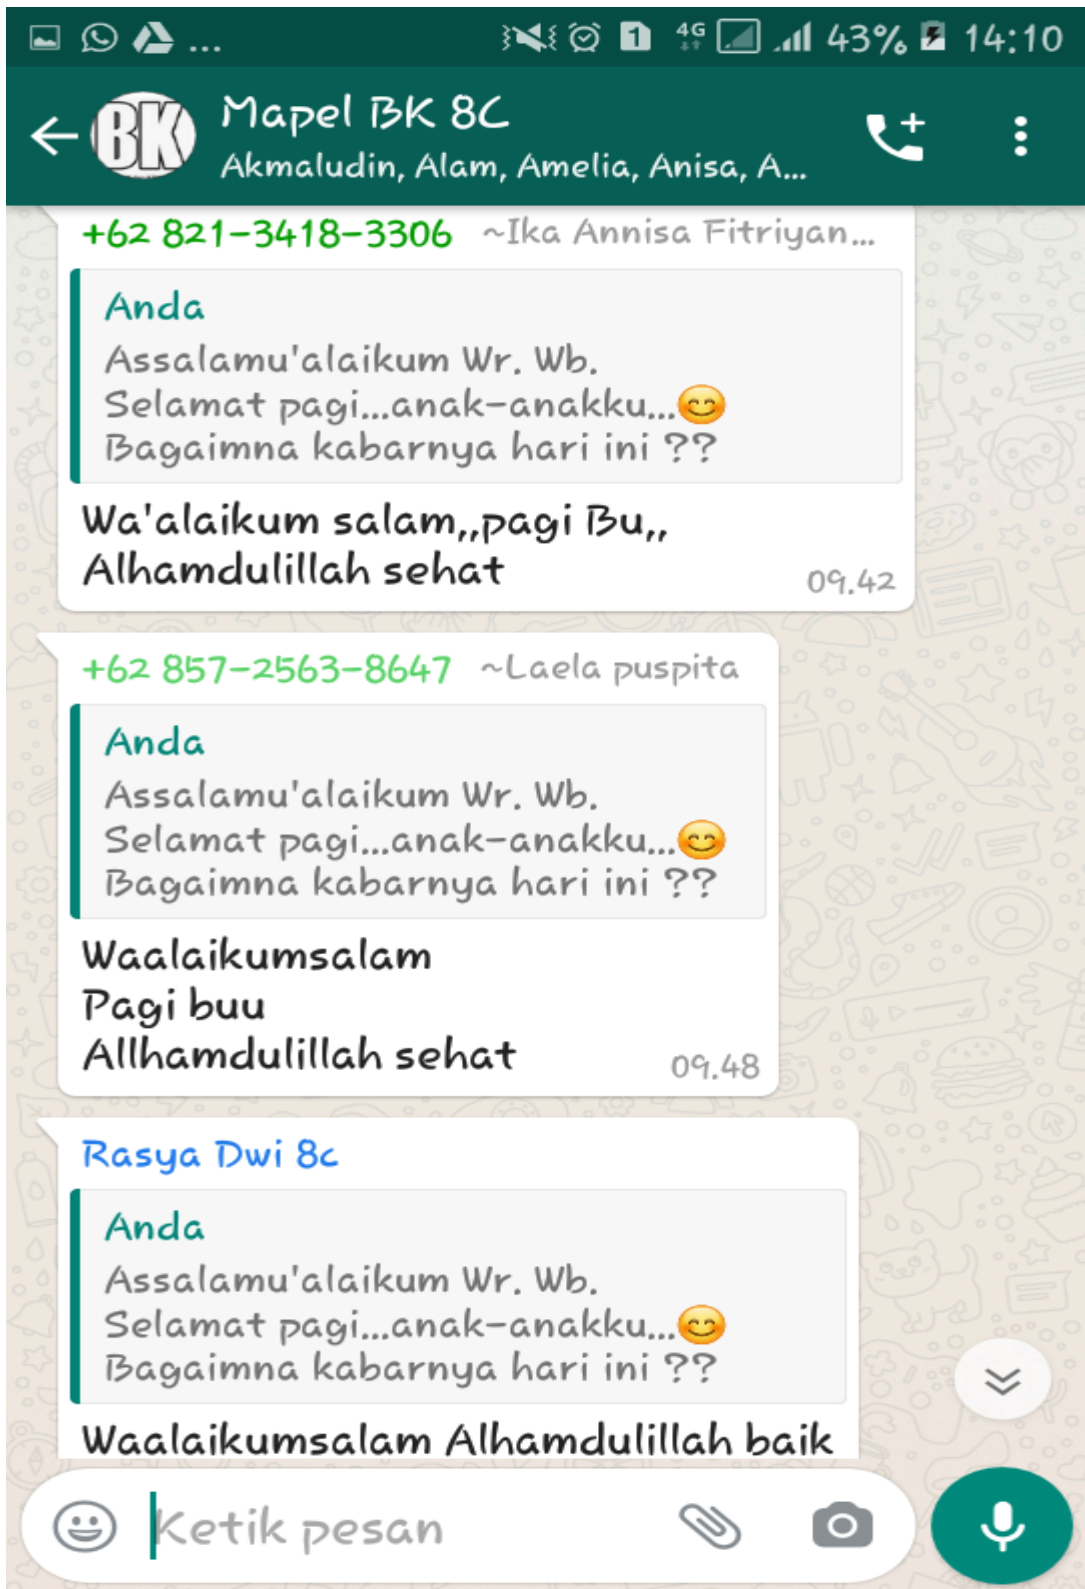 ... 1 4G 43% 14:10
BK Mapel BK 8C
Akmaludin, Alam, Amelia, Anisa, A...
+62 821-3418-3306 ~Ika Annisa Fitriyan...
Anda
Assalamu'alaikum Wr. Wb.
Selamat pagi...anak-anakku...😊
Bagaimna kabarnya hari ini ??
Wa'alaikum salam,,pagi Bu,,
Alhamdulillah sehat
09.42
+62 857-2563-8647 ~Laela puspita
Anda
Assalamu'alaikum Wr. Wb.
Selamat pagi...anak-anakku...😊
Bagaimna kabarnya hari ini ??
Waalaikumsalam
Pagi buu
Allhamdulillah sehat
09.48
Rasya Dwi 8c
Anda
Assalamu'alaikum Wr. Wb.
Selamat pagi...anak-anakku...😊
Bagaimna kabarnya hari ini ??
Waalaikumsalam Alhamdulillah baik
Ketik pesan